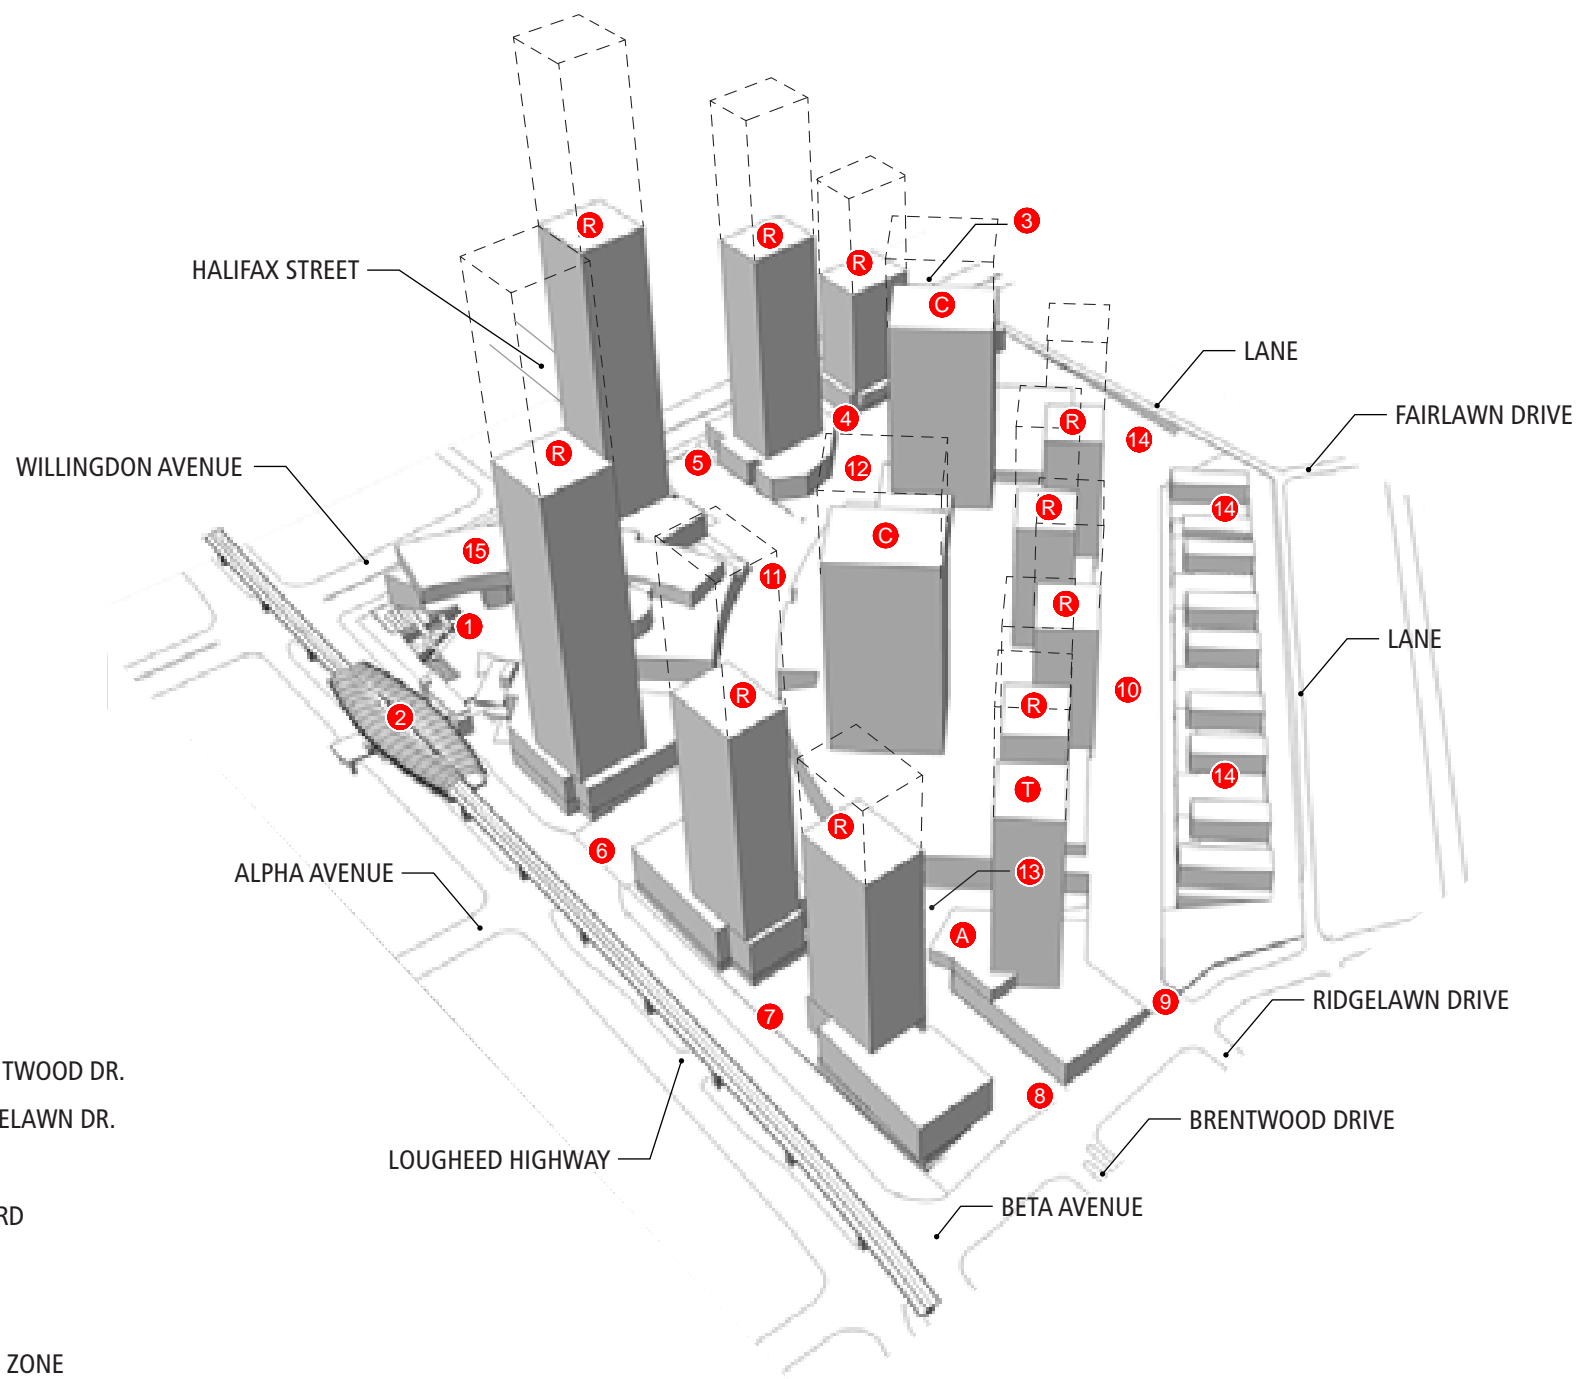 3
R
R
R
HALIFAX STREET
C
LANE
FAIRLAWN DRIVE
4
R
14
R
5
12
WILLINGDON AVENUE
R
14
C
15
11
R
1
LANE
10
R
R
2
14
T
R
6
ALPHA AVENUE
13
A
RIDGELAWN DRIVE
9
7
TWOOD DR.
8
ELAWN DR.
BRENTWOOD DRIVE
LOUGHEED HIGHWAY
BETA AVENUE
RD
ZONE